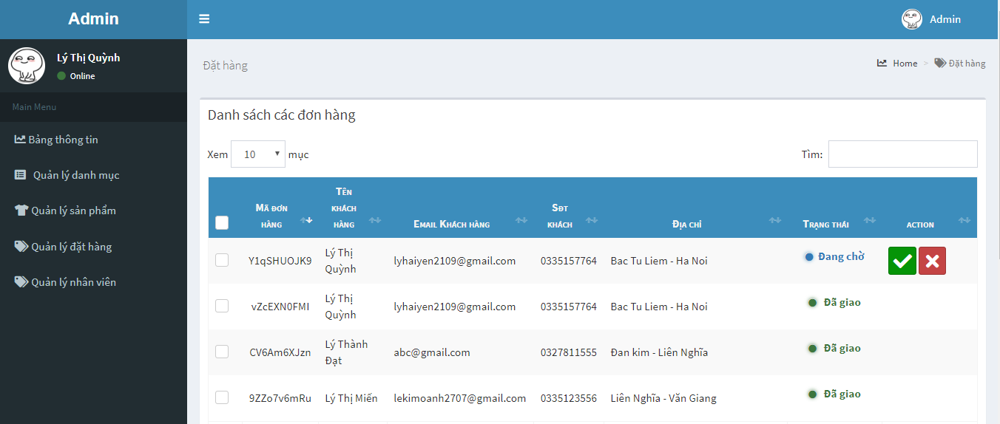 Admin
Admin
Lý Thị Quỳnh
Online
Đặt hàng
Home > Đặt hàng
Main Menu
Bảng thông tin
Quản lý danh mục
Quản lý sản phẩm
Quản lý đặt hàng
Quản lý nhân viên
Danh sách các đơn hàng
Xem 10 mục
Tìm:
Mã đơn
hàng
Tên
khách
hàng
Email Khách hàng
Sđt
khách
Địa chỉ
Trạng thái
action
Y1qSHUOJK9
Lý Thị
Quỳnh
lyhaiyen2109@gmail.com
0335157764
Bac Tu Liem - Ha Noi
Đang chờ
vZcEXN0FMI
Lý Thị
Quỳnh
lyhaiyen2109@gmail.com
0335157764
Bac Tu Liem - Ha Noi
Đã giao
CV6Am6XJzn
Lý Thành
Đạt
abc@gmail.com
0327811555
Đan kim - Liên Nghĩa
Đã giao
9ZZo7v6mRu
Lý Thị Miến
lekimoanh2707@gmail.com
0335123556
Liên Nghĩa - Văn Giang
Đã giao